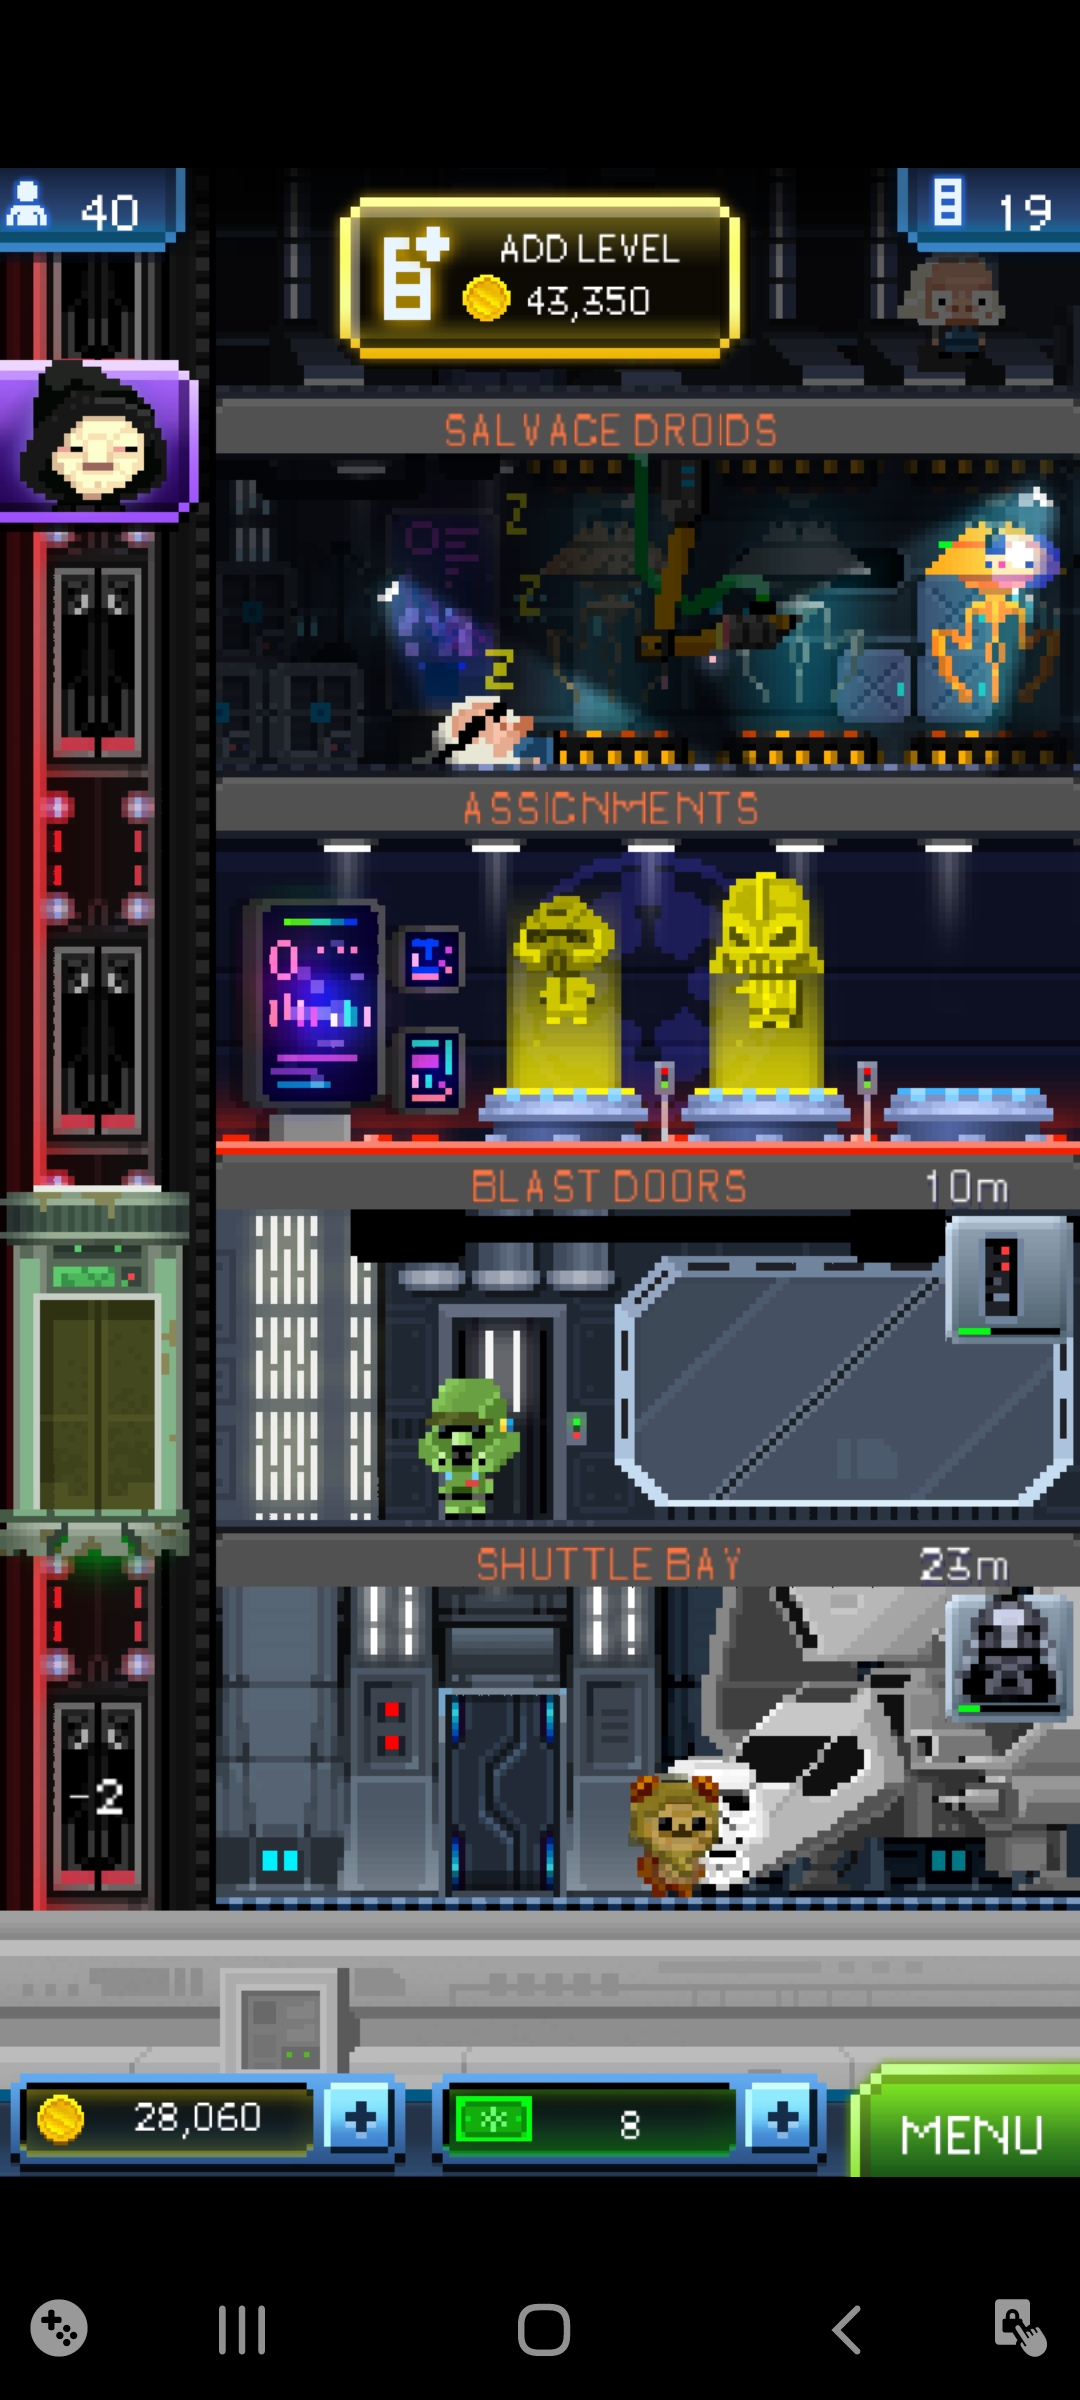 40
ADD LEVEL
43,350
19
SALVAGE DROIDS
Z
Z
Z
ASSIGNMENTS
BLAST DOORS 10m
SHUTTLE BAY 23m
-2
28,060
8
MENU